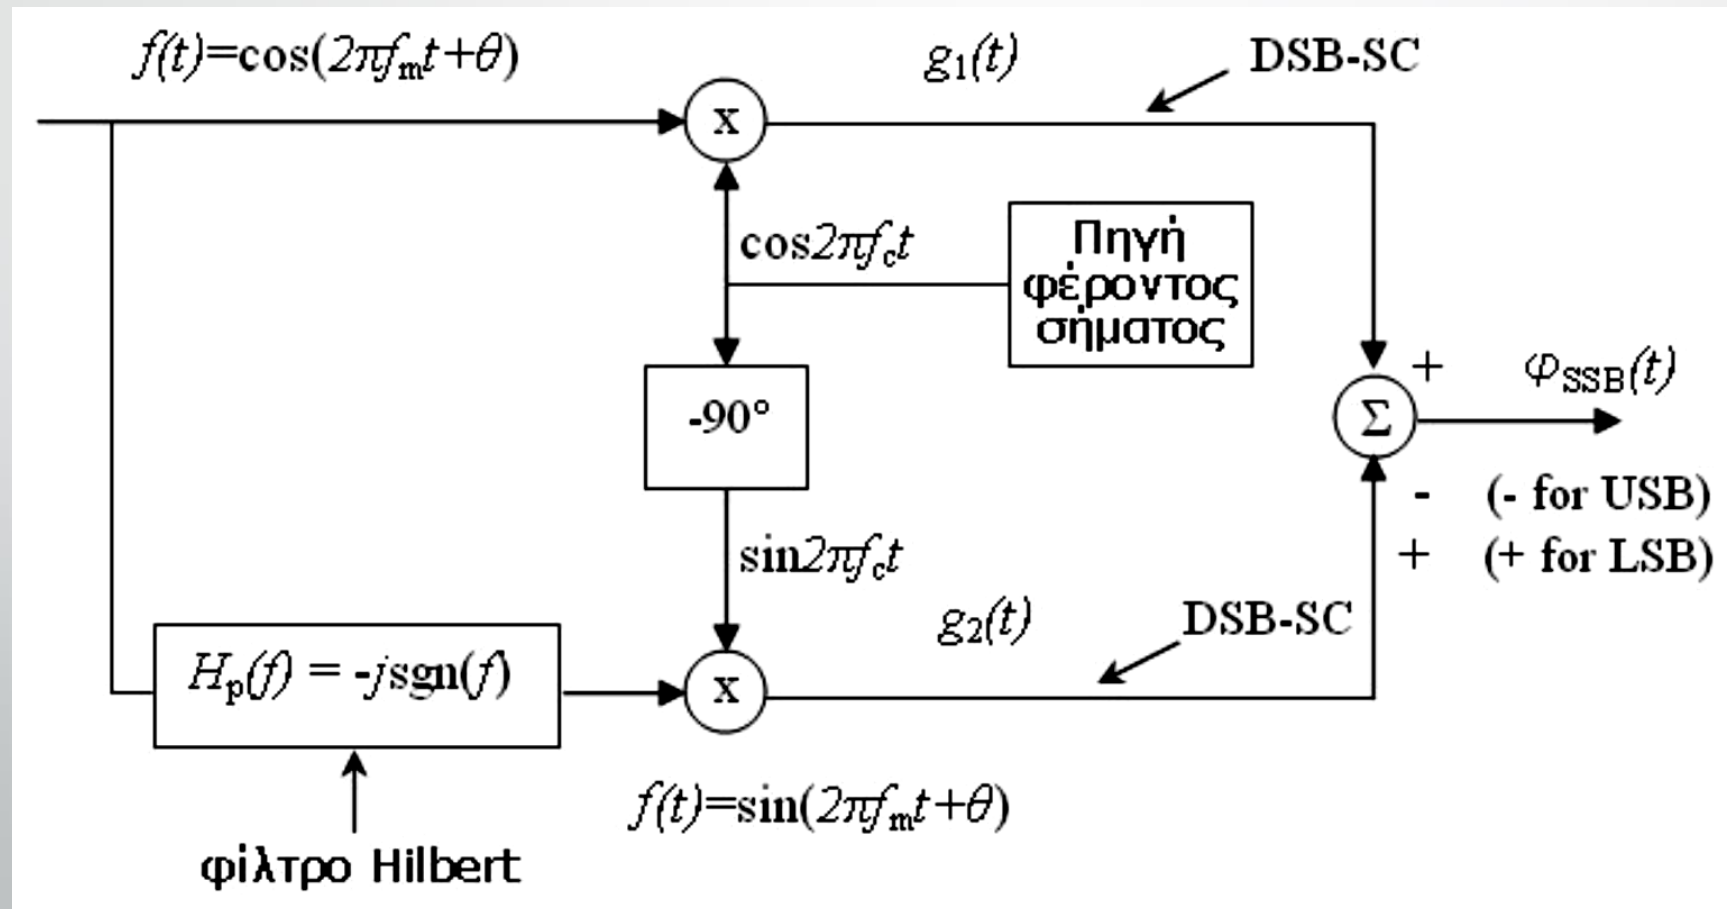 f(t)=cos(2πfmt+θ)
g1(t)
DSB-SC
x
cos2πfct
Πηγή
φέροντος
σήματος
-90°
+
φSSB(t)
Σ
- (- for USB)
+ (+ for LSB)
sin2πfct
g2(t)
DSB-SC
Hp(f) = -jsgn(f)
x
f(t)=sin(2πfmt+θ)
φίλτρο Hilbert